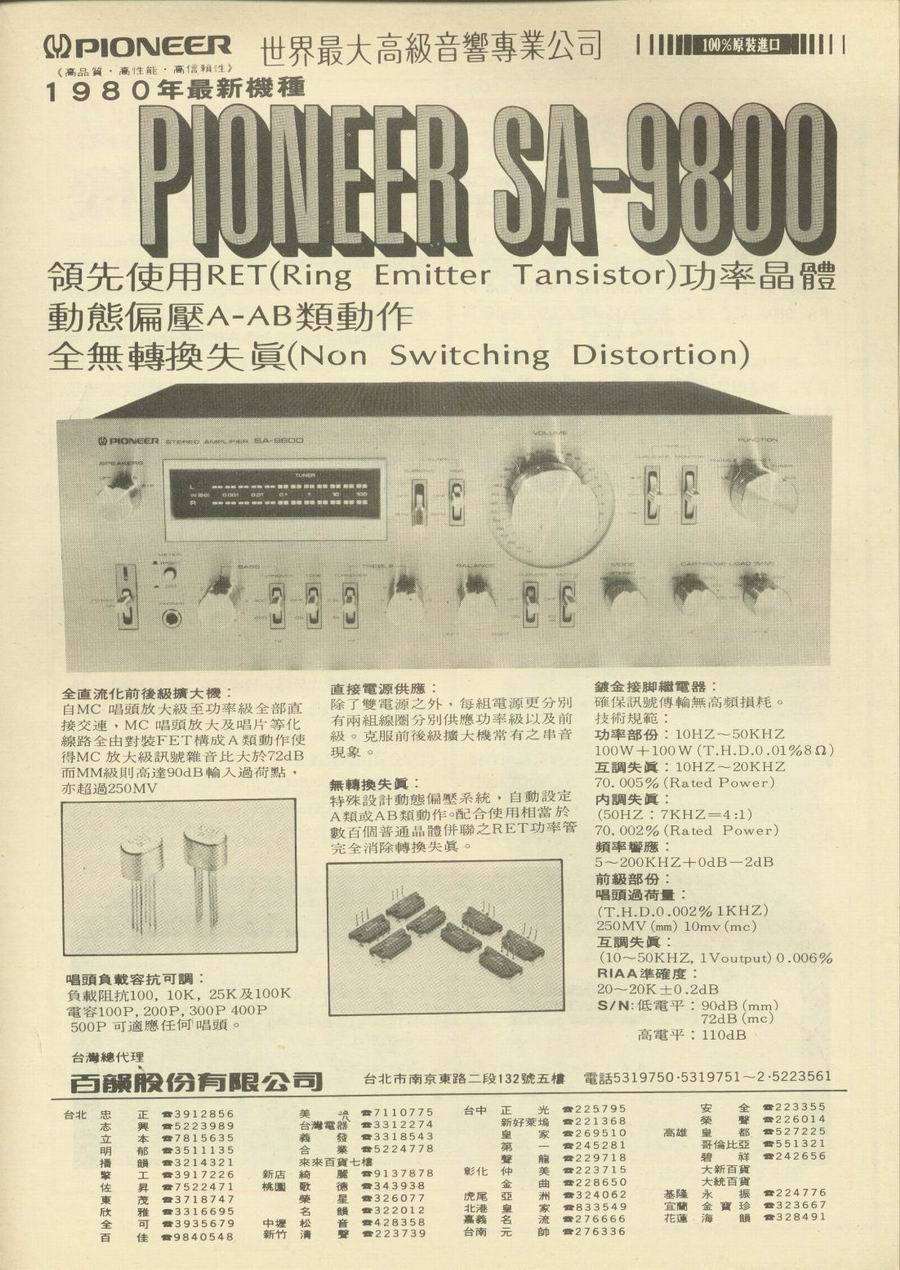 PIONEER 世界最大高級音響專業公司 100%原裝進口
《高品質・高性能・高信賴性》
1980年最新機種
PIONEER SA-9800
領先使用RET(Ring Emitter Tansistor)功率晶體
動態偏壓A-AB類動作
全無轉換失眞(Non Switching Distortion)
PIONEER STEREO AMPLIFIER SA-9800
VOLUME
FUNCTION
SPEAKERS
TUNER
L
W(8Ω) 0.001 0.01 0.1 1 10 100
R
BASS
TREBLE
BALANCE
MODE
CARTRIDGE LOAD
全直流化前後級擴大機：
自MC 唱頭放大級至功率級全部直
接交連，MC 唱頭放大及唱片等化
線路全由對裝FET構成A類動作使
得MC 放大級訊號雜音比大於72dB
而MM級則高達90dB輸入過荷點，
亦超過250MV
唱頭負載容抗可調：
負載阻抗100, 10K, 25K及100K
電容100P, 200P, 300P 400P
500P 可適應任何唱頭。
直接電源供應：
除了雙電源之外，每組電源更分別
有兩組線圈分別供應功率級以及前
級。克服前後級擴大機常有之串音
現象。
無轉換失眞：
特殊設計動態偏壓系統，自動設定
A類或AB類動作。配合使用相當於
數百個普通晶體併聯之RET功率管
完全消除轉換失眞。
鍍金接脚繼電器：
確保訊號傳輸無高頻損耗。
技術規範：
功率部份：10HZ～50KHZ
100W＋100W (T.H.D.0.01%8Ω)
互調失眞：10HZ～20KHZ
70.005% (Rated Power)
內調失眞：
(50HZ：7KHZ＝4:1)
70.002% (Rated Power)
頻率響應：
5～200KHZ＋0dB－2dB
前級部份：
唱頭過荷量：
(T.H.D.0.002% 1KHZ)
250MV (mm) 10mv (mc)
互調失眞：
(10～50KHZ, 1Voutput) 0.006%
RIAA準確度：
20～20K±0.2dB
S/N:低電平：90dB (mm)
72dB (mc)
高電平：110dB
台灣總代理
百韻股份有限公司 台北市南京東路二段132號五樓 電話5319750・5319751～2・5223561
台北 忠正☎3912856
志興☎5223989
立本☎7815635
明郁☎3511135
播韻☎3214321
擎工☎3917226
佐昇☎7522471
東茂☎3718747
欣雅☎3316695
全可☎3935679
百佳☎9840548
美 ☎7110775
台灣電器☎3312274
義發☎3318543
合業☎5224778
來來百貨七樓
新店 綺麗☎9137878
桃園 歌德☎343938
榮星☎326077
名韻☎322012
中壢 松音☎428358
新竹 清聲☎223739
台中 正光☎225795
新好萊塢☎221368
皇家☎269510
第一☎245281
聲龍☎229718
彰化 仲美☎223715
金曲☎228650
虎尾 亞洲☎324062
北港 皇家☎833549
嘉義 名流☎276666
台南 元帥☎276336
安全☎223355
榮聲☎226014
高雄 皇都☎527225
哥倫比亞☎551321
碧祥☎242656
大新百貨
大統百貨
基隆 永振☎224776
宜蘭 金寶珍☎323667
花蓮 海韻☎328491